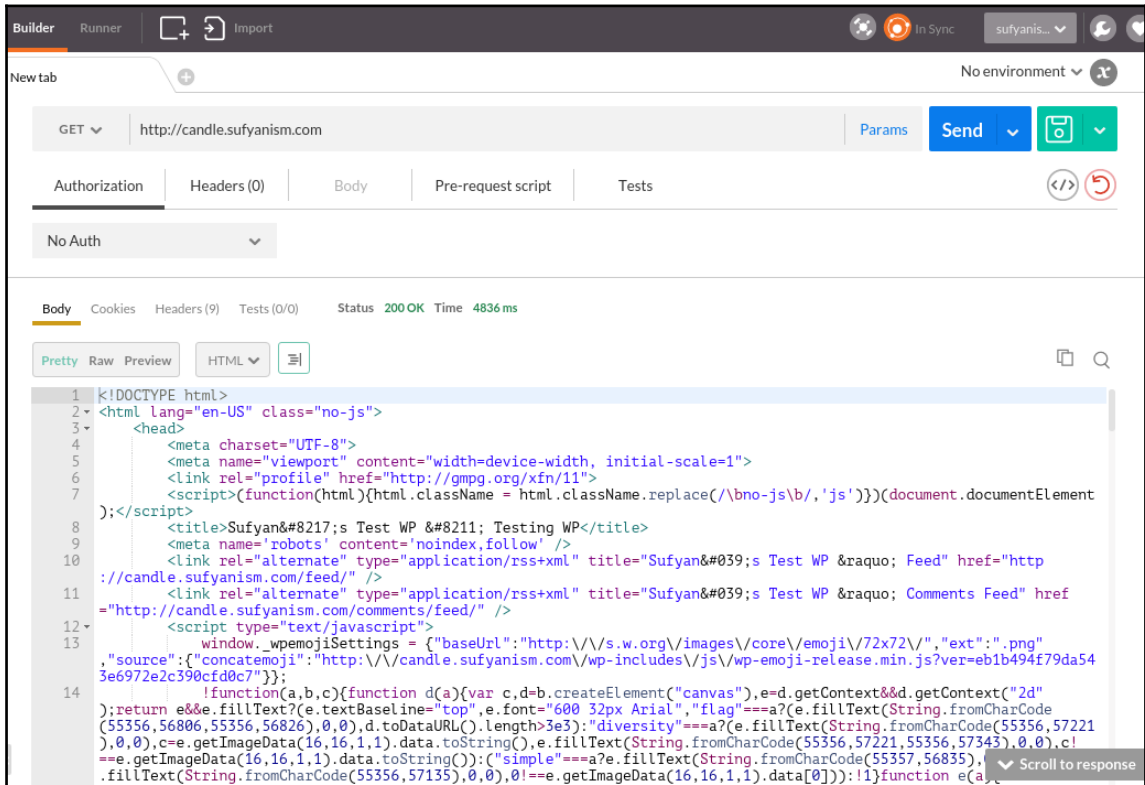 Builder Runner Import In Sync sufyanis...
New tab No environment
GET http://candle.sufyanism.com Params Send
Authorization Headers (0) Body Pre-request script Tests </>
No Auth
Body Cookies Headers (9) Tests (0/0) Status 200 OK Time 4836 ms
Pretty Raw Preview HTML
1 <!DOCTYPE html>
2 <html lang="en-US" class="no-js">
3 <head>
4 <meta charset="UTF-8">
5 <meta name="viewport" content="width=device-width, initial-scale=1">
6 <link rel="profile" href="http://gmpg.org/xfn/11">
7 <script>(function(html){html.className = html.className.replace(/\bno-js\b/,'js')})(document.documentElement
);</script>
8 <title>Sufyan&#8217;s Test WP &#8211; Testing WP</title>
9 <meta name='robots' content='noindex,follow' />
10 <link rel="alternate" type="application/rss+xml" title="Sufyan&#039;s Test WP &raquo; Feed" href="http
://candle.sufyanism.com/feed/" />
11 <link rel="alternate" type="application/rss+xml" title="Sufyan&#039;s Test WP &raquo; Comments Feed" href
="http://candle.sufyanism.com/comments/feed/" />
12 <script type="text/javascript">
13 window._wpemojiSettings = {"baseUrl":"http:\/\/s.w.org\/images\/core\/emoji\/72x72\/","ext":".png"
,"source":{"concatemoji":"http:\/\/candle.sufyanism.com\/wp-includes\/js\/wp-emoji-release.min.js?ver=eb1b494f79da54
3e6972e2c390cfd0c7"}};
14 !function(a,b,c){function d(a){var c,d=b.createElement("canvas"),e=d.getContext&&d.getContext("2d"
);return e&&e.fillText?(e.textBaseline="top",e.font="600 32px Arial","flag"===a?(e.fillText(String.fromCharCode
(55356,56806,55356,56826),0,0),d.toDataURL().length>3e3):"diversity"===a?(e.fillText(String.fromCharCode(55356,57221
),0,0),c=e.getImageData(16,16,1,1).data.toString(),e.fillText(String.fromCharCode(55356,57221,55356,57343),0,0),c!
==e.getImageData(16,16,1,1).data.toString()):("simple"===a?e.fillText(String.fromCharCode(55357,56835),
.fillText(String.fromCharCode(55356,57135),0,0),0!==e.getImageData(16,16,1,1).data[0])):!1}function e(a){
Scroll to response